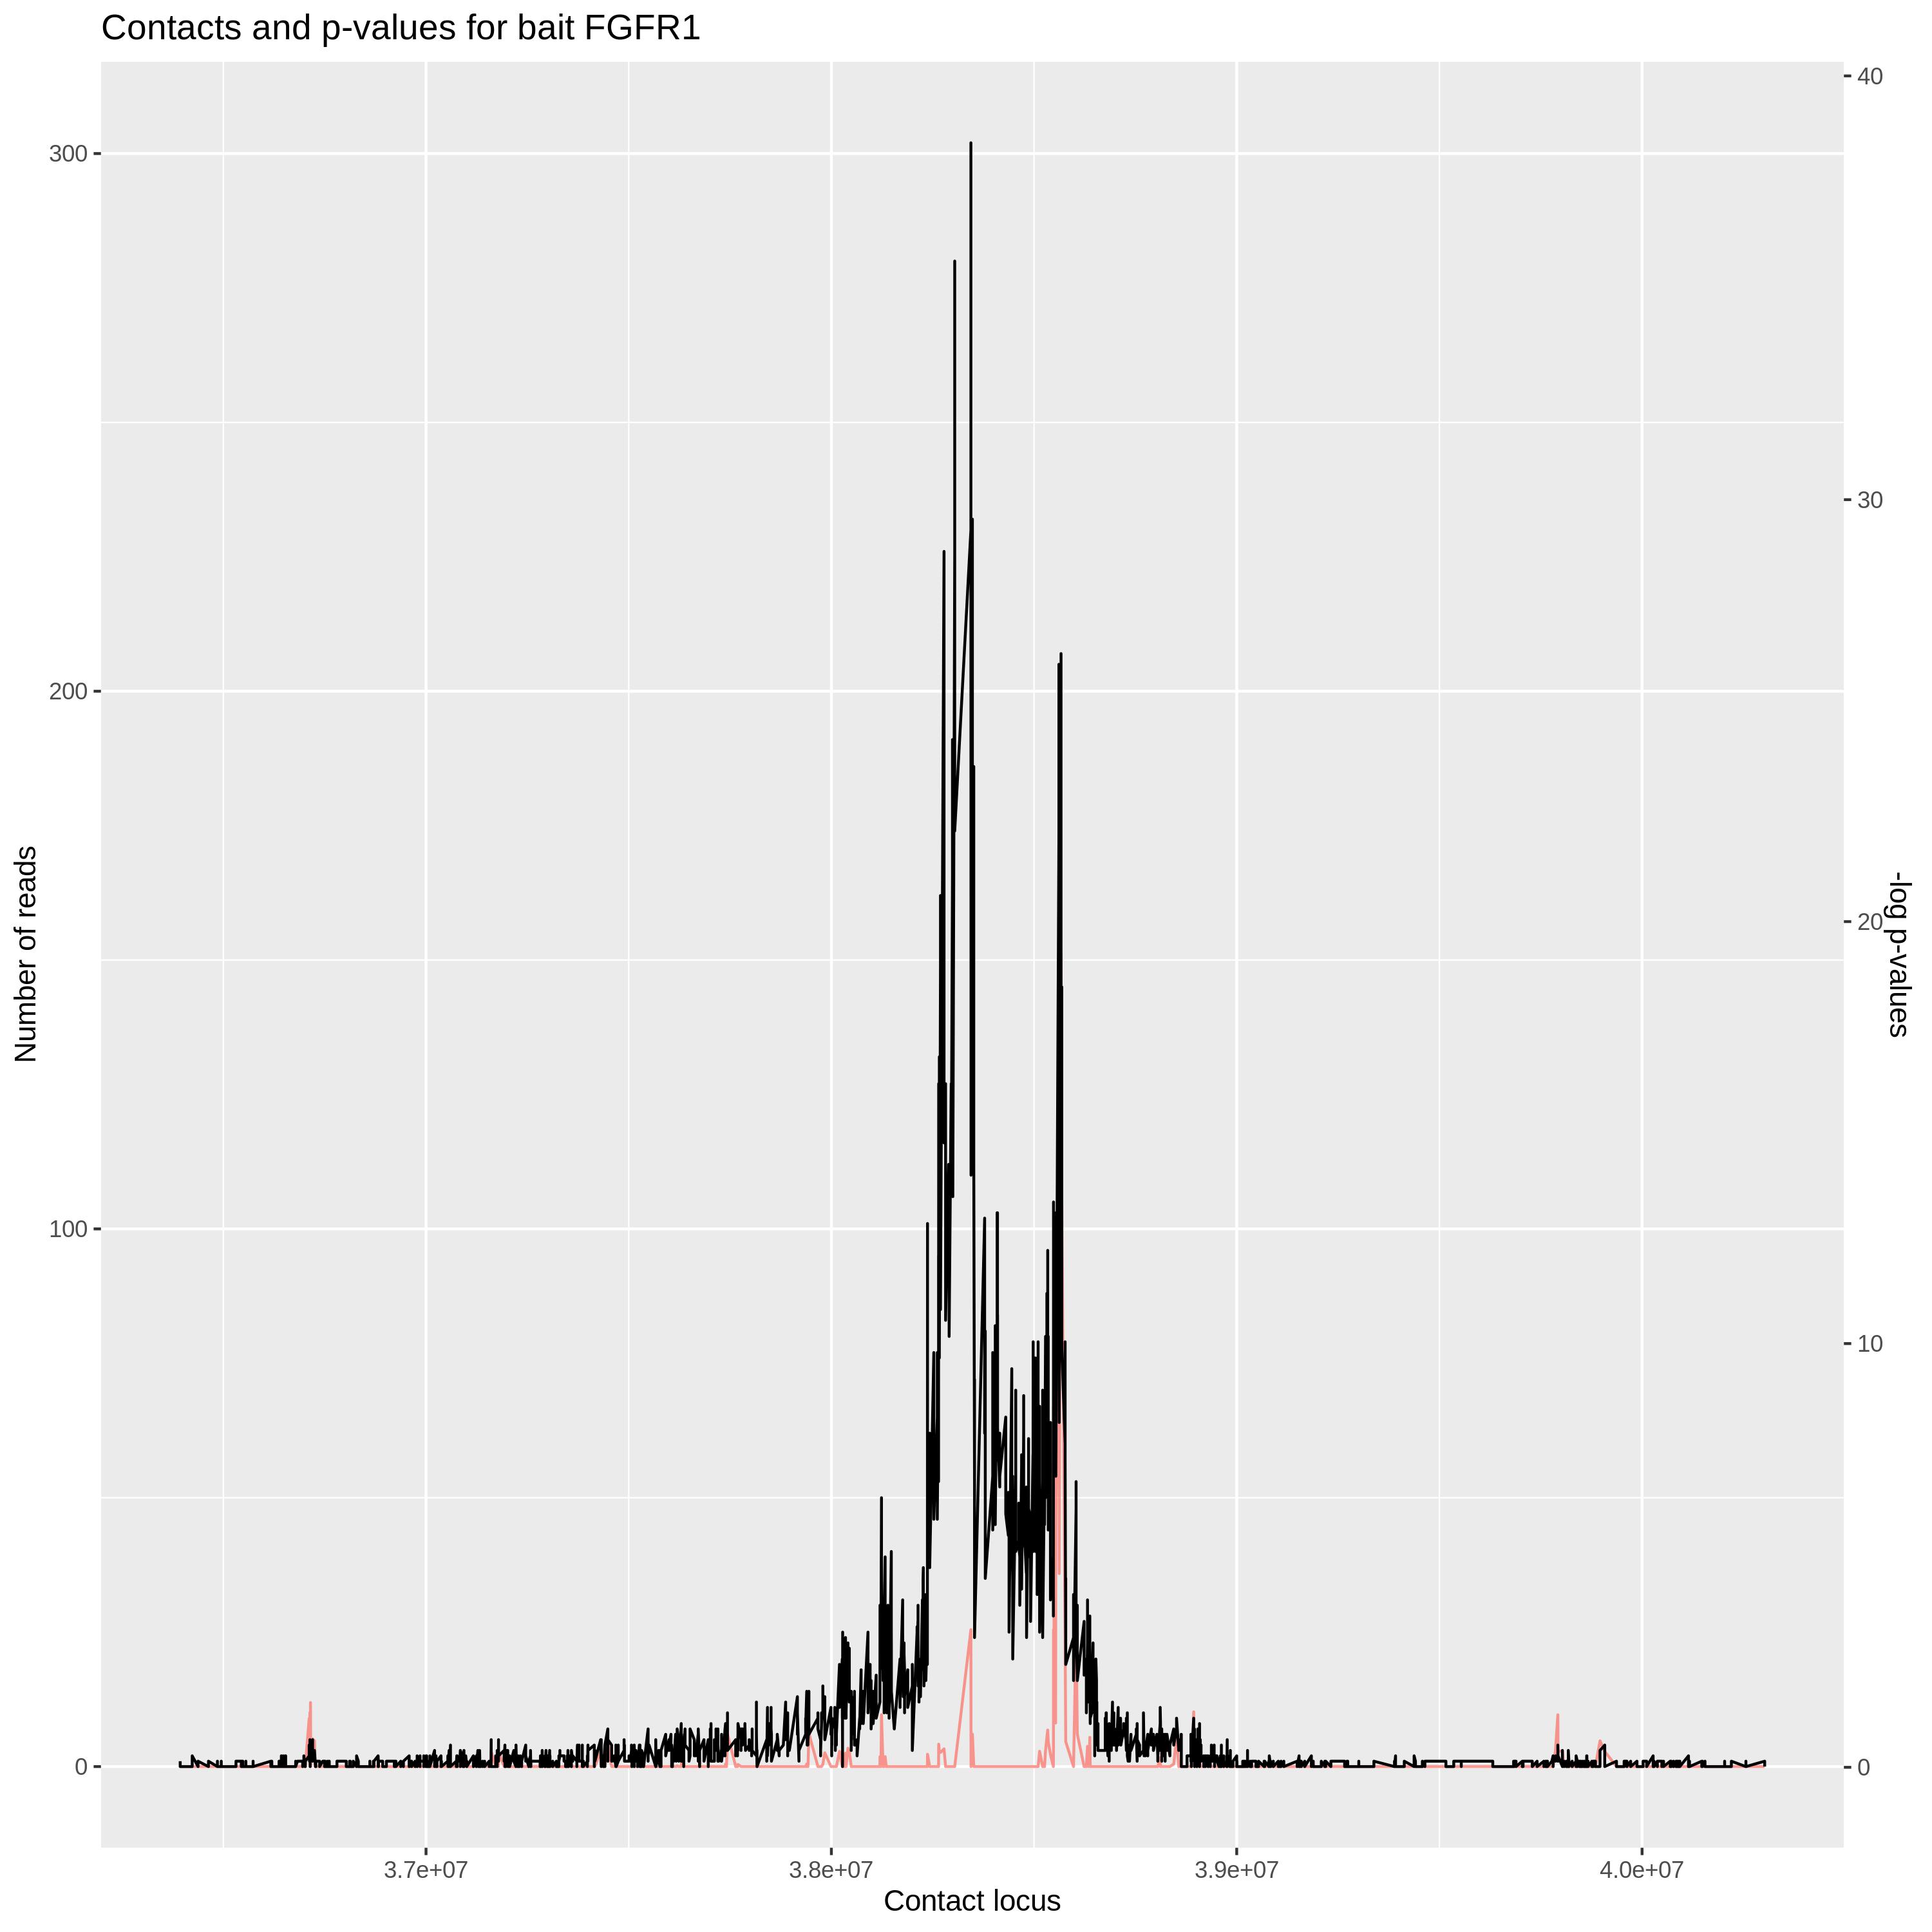 Contacts and p-values for bait FGFR1
40
300
30
200
20
-log p-values
Number of reads
100
10
0
0
3.7e+07 3.8e+07 3.9e+07 4.0e+07
Contact locus